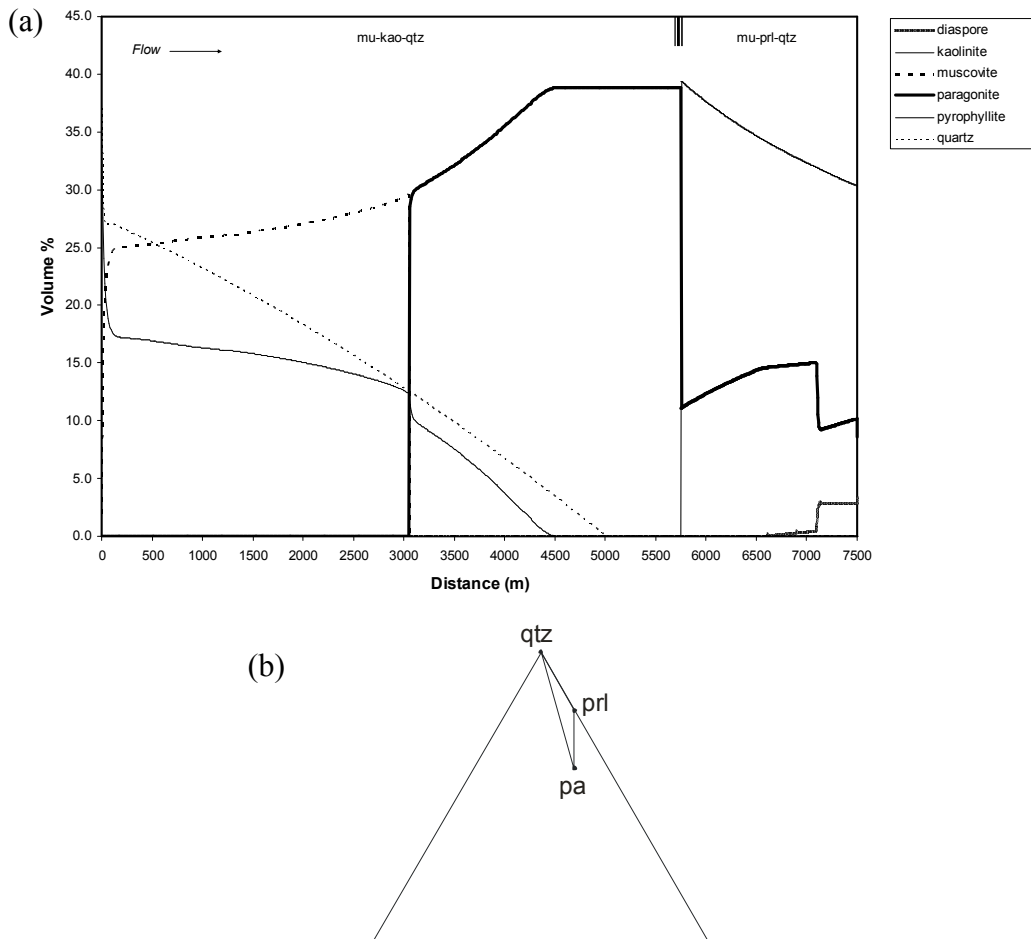 (a)
mu-kao-qtz
mu-prl-qtz
Flow
Volume %
45.0
40.0
35.0
30.0
25.0
20.0
15.0
10.0
5.0
0.0
0 500 1000 1500 2000 2500 3000 3500 4000 4500 5000 5500 6000 6500 7000 7500
Distance (m)
diaspore
kaolinite
muscovite
paragonite
pyrophyllite
quartz
(b)
qtz
prl
pa